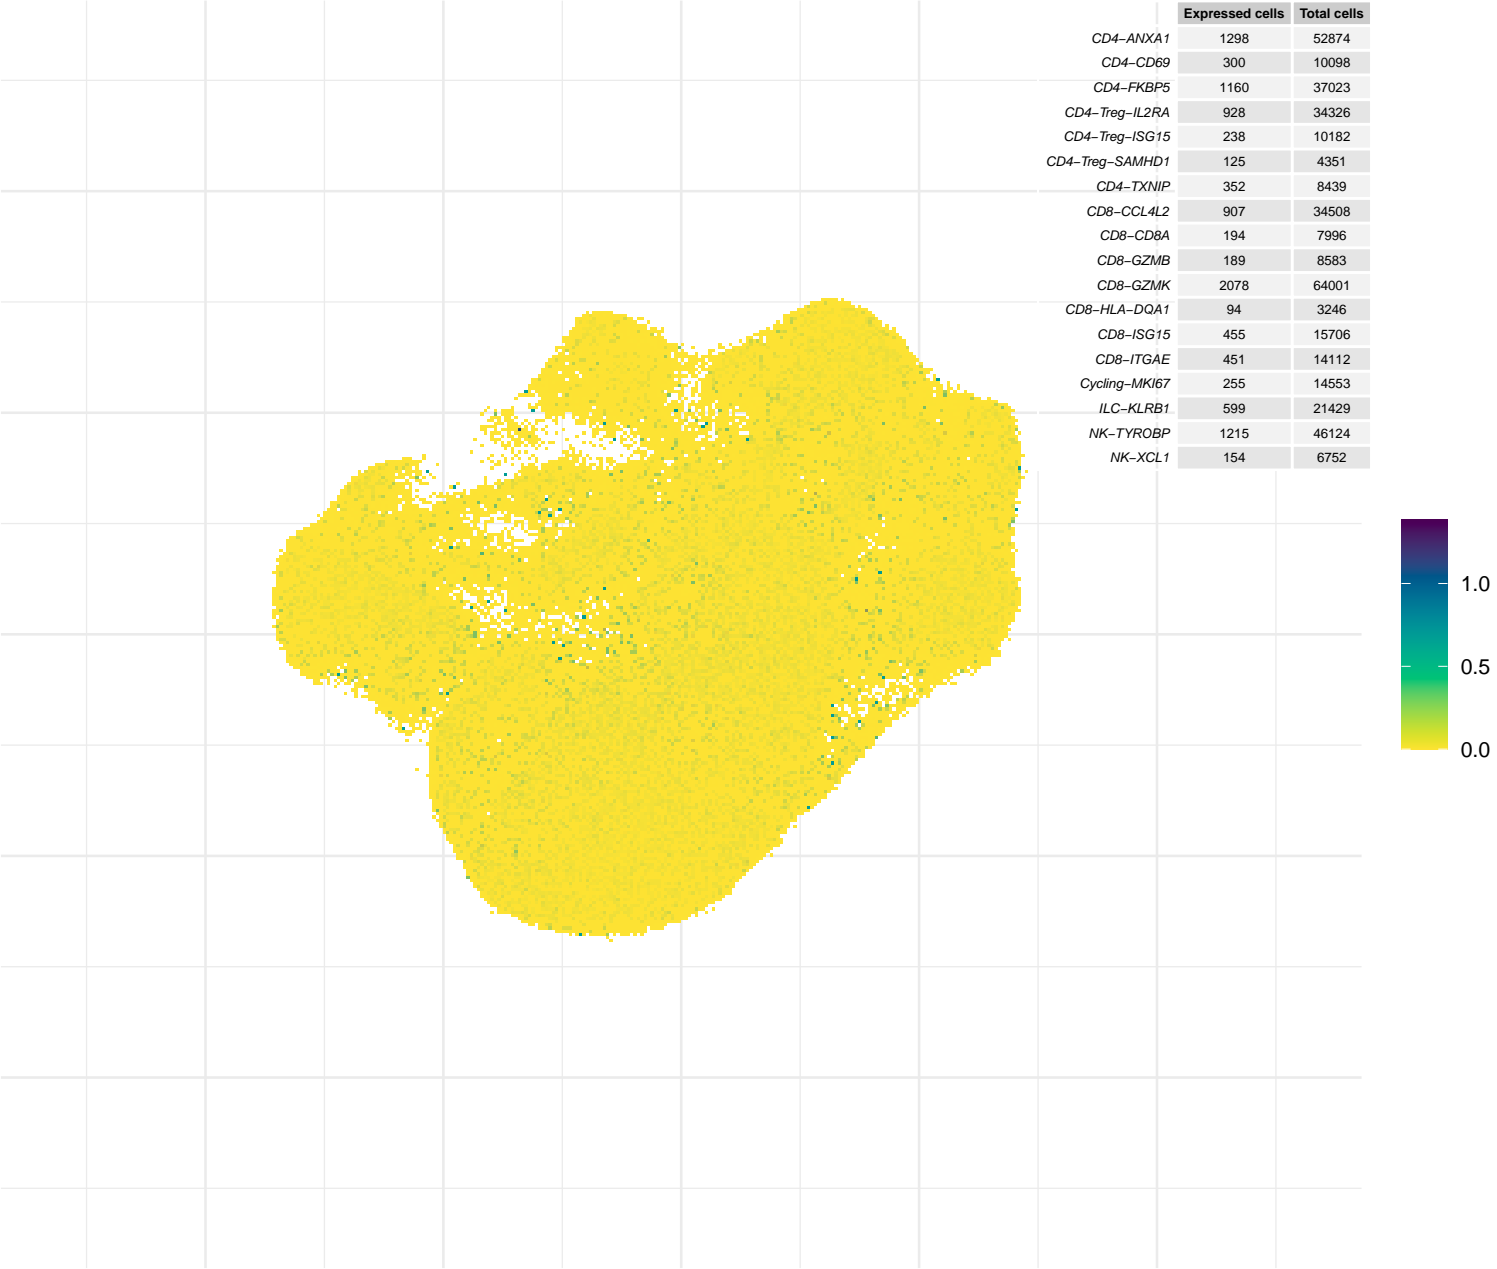 Expressed cells Total cells
CD4−ANXA1 1298 52874
CD4−CD69 300 10098
CD4−FKBP5 1160 37023
CD4−Treg−IL2RA 928 34326
CD4−Treg−ISG15 238 10182
CD4−Treg−SAMHD1 125 4351
CD4−TXNIP 352 8439
CD8−CCL4L2 907 34508
CD8−CD8A 194 7996
CD8−GZMB 189 8583
CD8−GZMK 2078 64001
CD8−HLA−DQA1 94 3246
CD8−ISG15 455 15706
CD8−ITGAE 451 14112
Cycling−MKI67 255 14553
ILC−KLRB1 599 21429
NK−TYROBP 1215 46124
NK−XCL1 154 6752
1.0
0.5
0.0